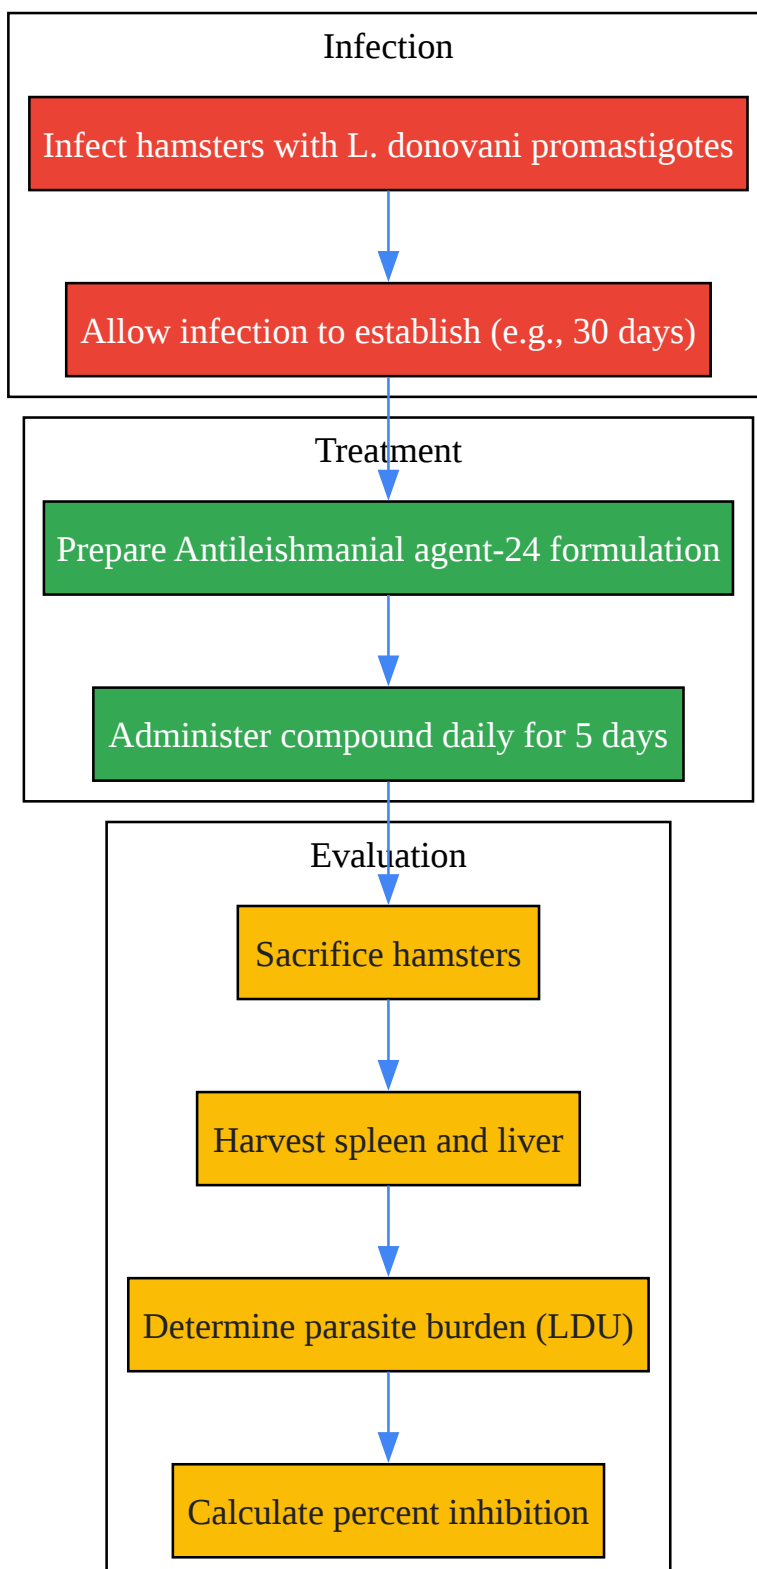 Infection
Infect hamsters with L. donovani promastigotes
Allow infection to establish (e.g., 30 days)
Treatment
Prepare Antileishmanial agent-24 formulation
Administer compound daily for 5 days
Evaluation
Sacrifice hamsters
Harvest spleen and liver
Determine parasite burden (LDU)
Calculate percent inhibition